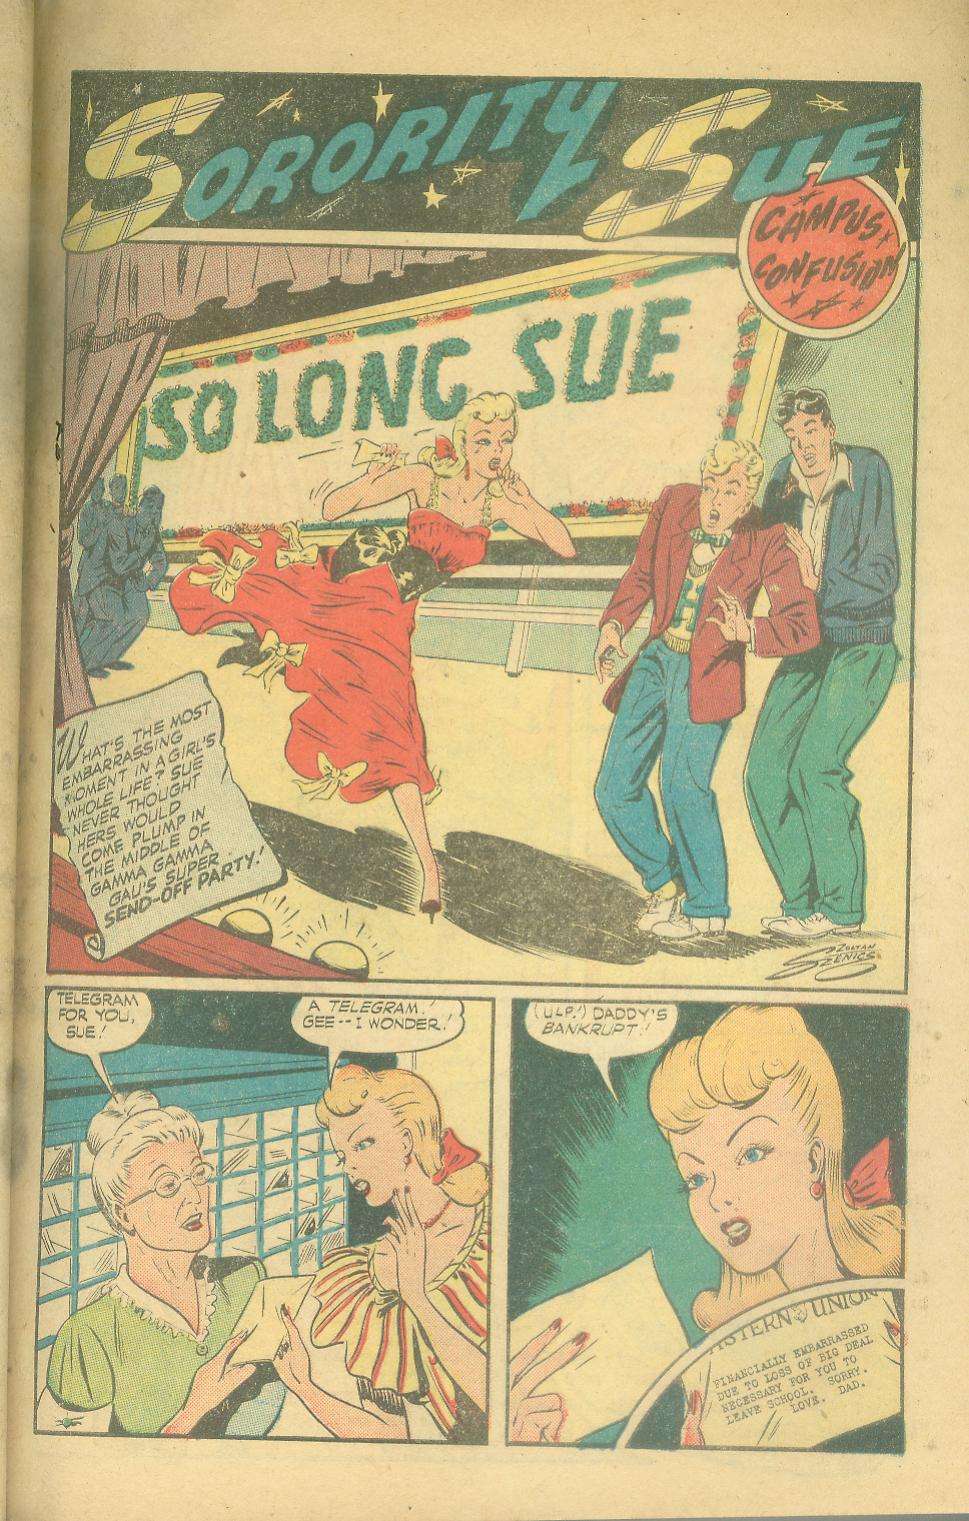 SORORITY SUE
CAMPUS
CONFUSION
SO LONG SUE
WHAT'S THE MOST
EMBARRASSING
MOMENT IN A GIRL'S
WHOLE LIFE? SUE
NEVER THOUGHT
HERS WOULD
COME PLUMP IN
THE MIDDLE OF
GAMMA GAMMA
GAU'S SUPER
SEND-OFF PARTY!
ZOLTAN
SZENICS
TELEGRAM
FOR YOU,
SUE!
A TELEGRAM!
GEE--I WONDER!
(ULP!) DADDY'S
BANKRUPT!
STERN UNION
FINANCIALLY EMBARRASSED
DUE TO LOSS OF BIG DEAL
NECESSARY FOR YOU TO
LEAVE SCHOOL. SORRY.
LOVE. DAD.